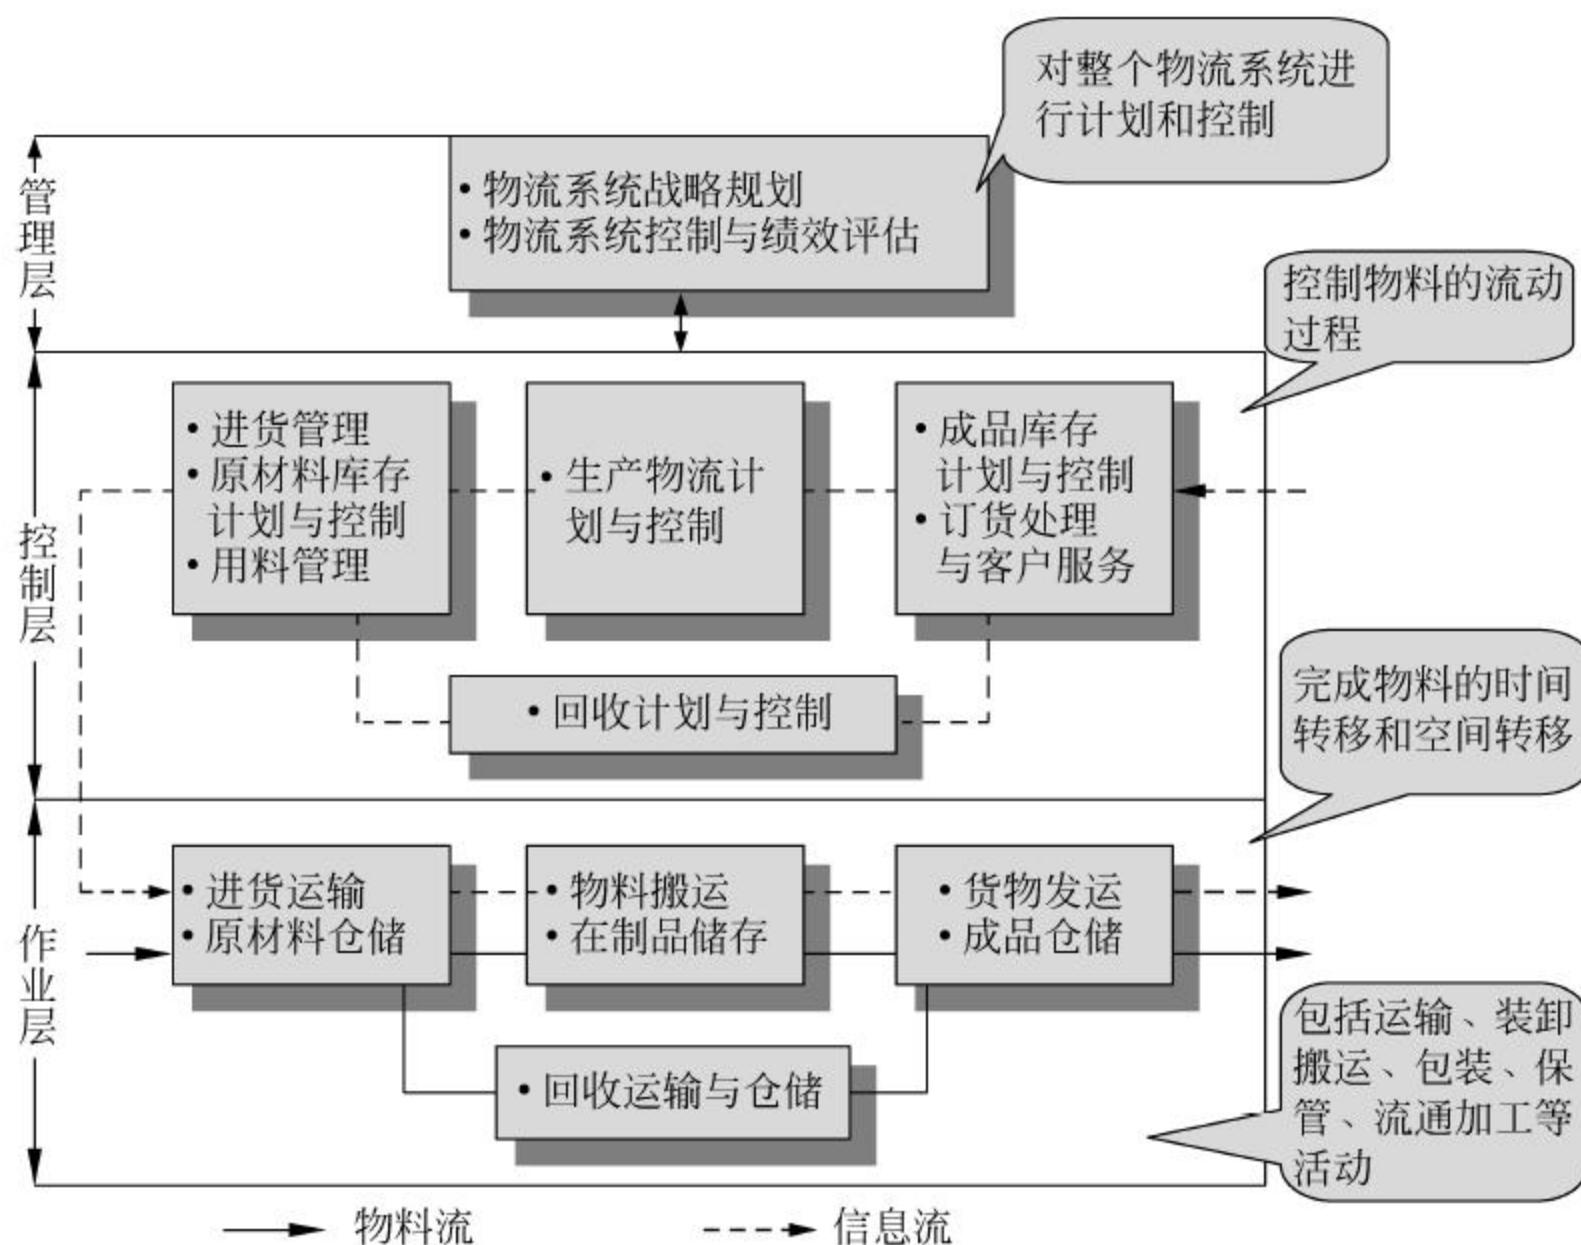 对整个物流系统进
行计划和控制
管理层
• 物流系统战略规划
• 物流系统控制与绩效评估
控制物料的流动
过程
控制层
• 进货管理
• 原材料库存
计划与控制
• 用料管理
• 生产物流计
划与控制
• 成品库存
计划与控制
• 订货处理
与客户服务
• 回收计划与控制
完成物料的时间
转移和空间转移
作业层
• 进货运输
• 原材料仓储
• 物料搬运
• 在制品储存
• 货物发运
• 成品仓储
• 回收运输与仓储
包括运输、装卸
搬运、包装、保
管、流通加工等
活动
物料流
信息流